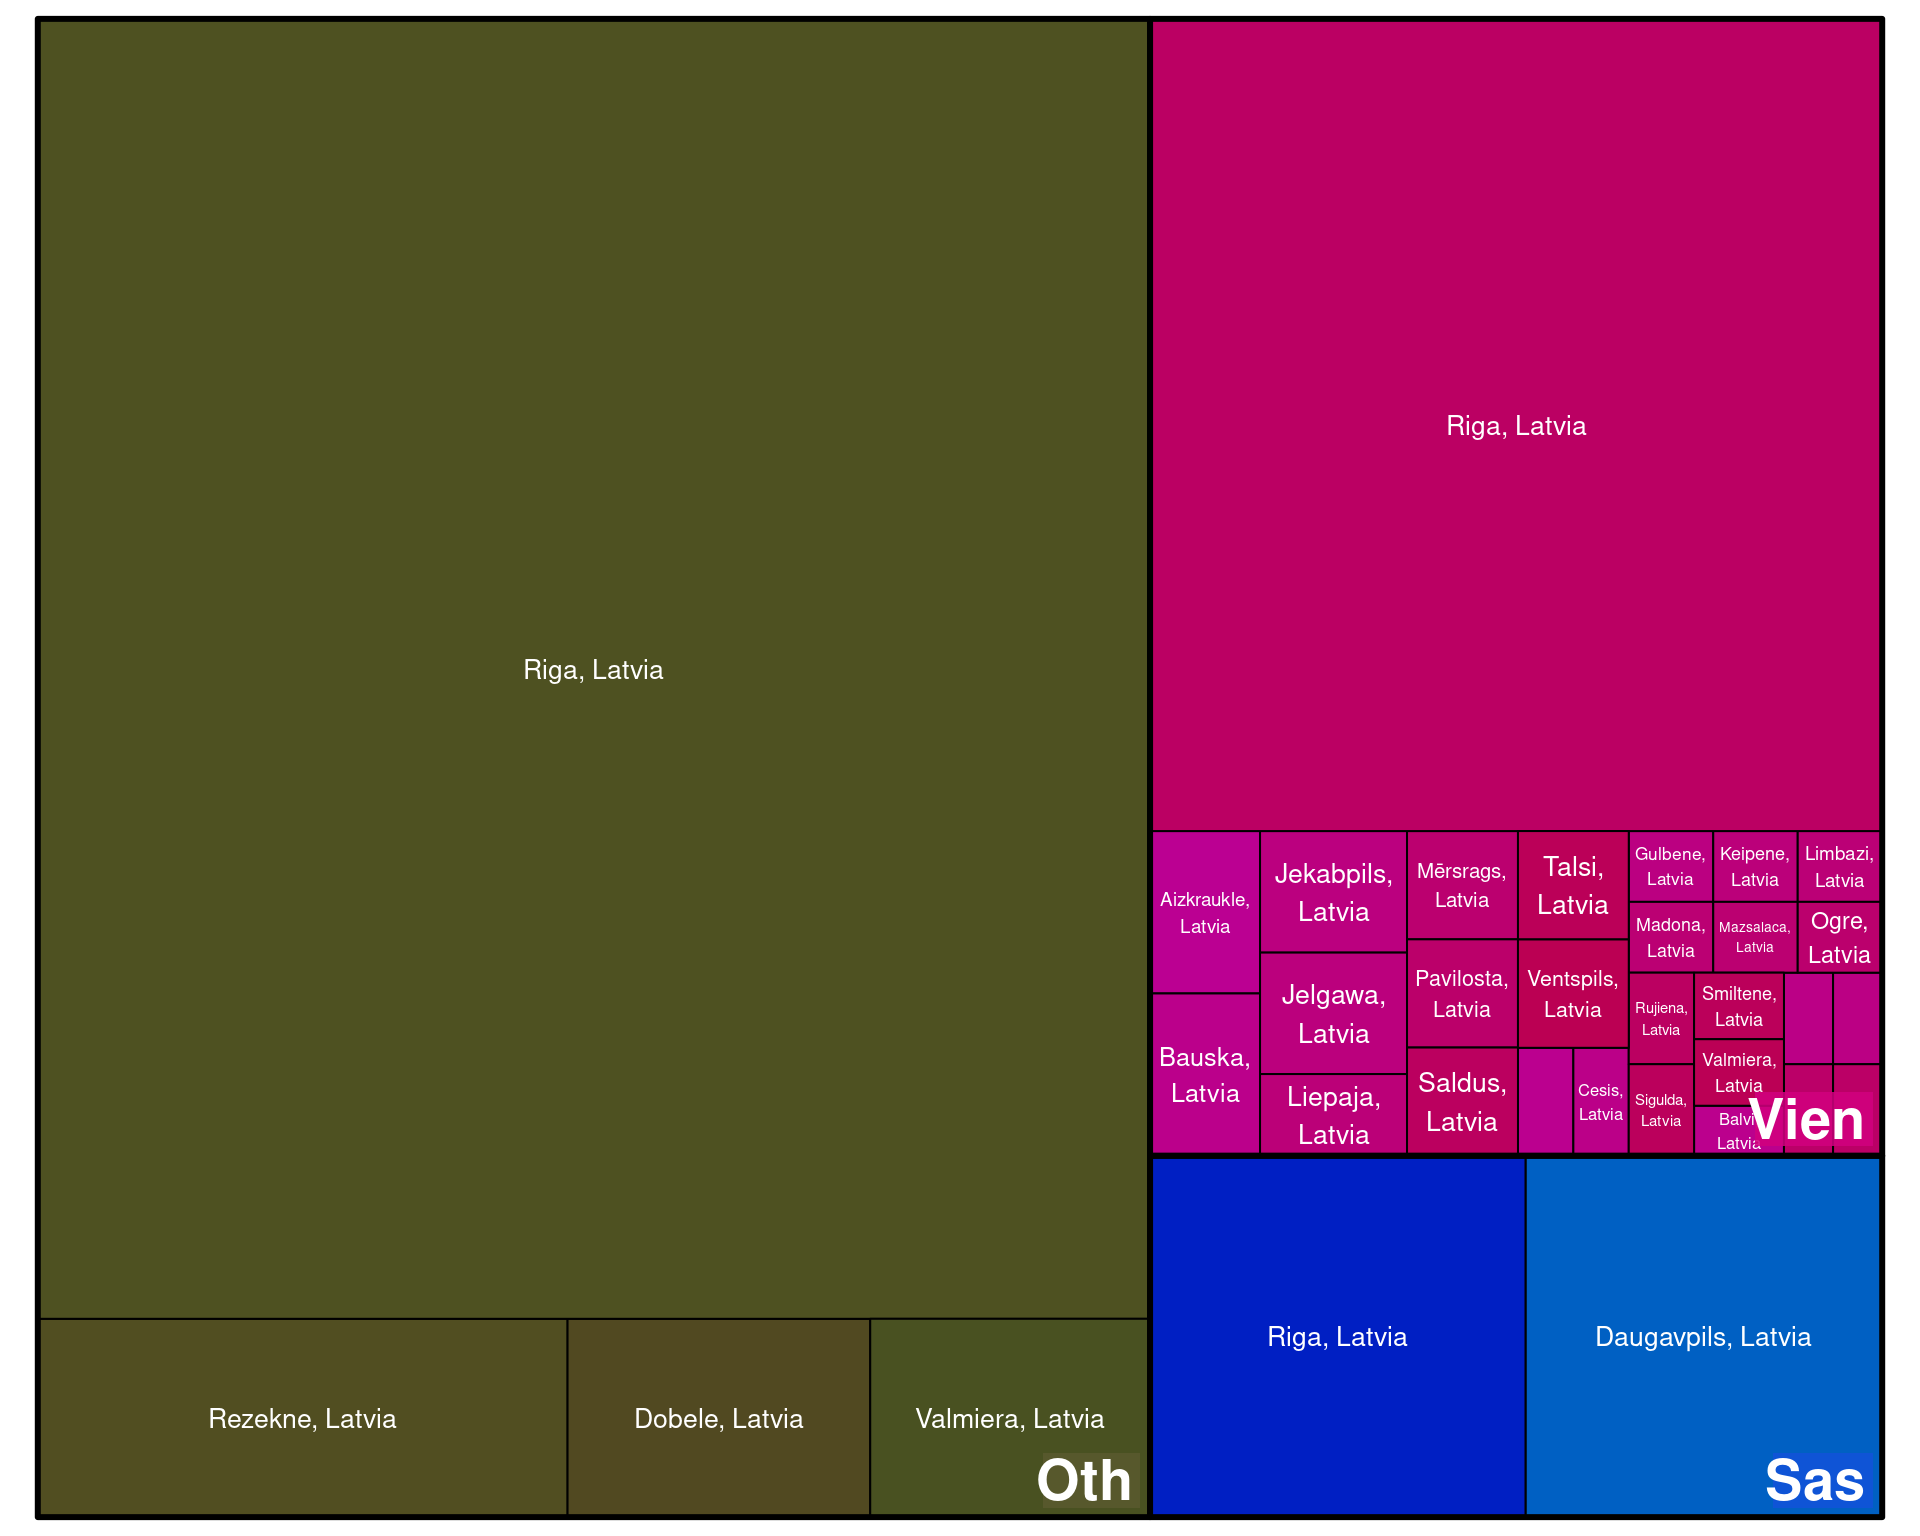 Riga, Latvia
Rezekne, Latvia
Dobele, Latvia
Valmiera, Latvia
Oth
Riga, Latvia
Aizkraukle,
Latvia
Bauska,
Latvia
Jekabpils,
Latvia
Jelgawa,
Latvia
Liepaja,
Latvia
Mērsrags,
Latvia
Pavilosta,
Latvia
Saldus,
Latvia
Talsi,
Latvia
Ventspils,
Latvia
Cesis,
Latvia
Gulbene,
Latvia
Keipene,
Latvia
Limbazi,
Latvia
Madona,
Latvia
Mazsalaca,
Latvia
Ogre,
Latvia
Rujiena,
Latvia
Sigulda,
Latvia
Smiltene,
Latvia
Valmiera,
Latvia
Latvia
Vien
Riga, Latvia
Daugavpils, Latvia
Sas